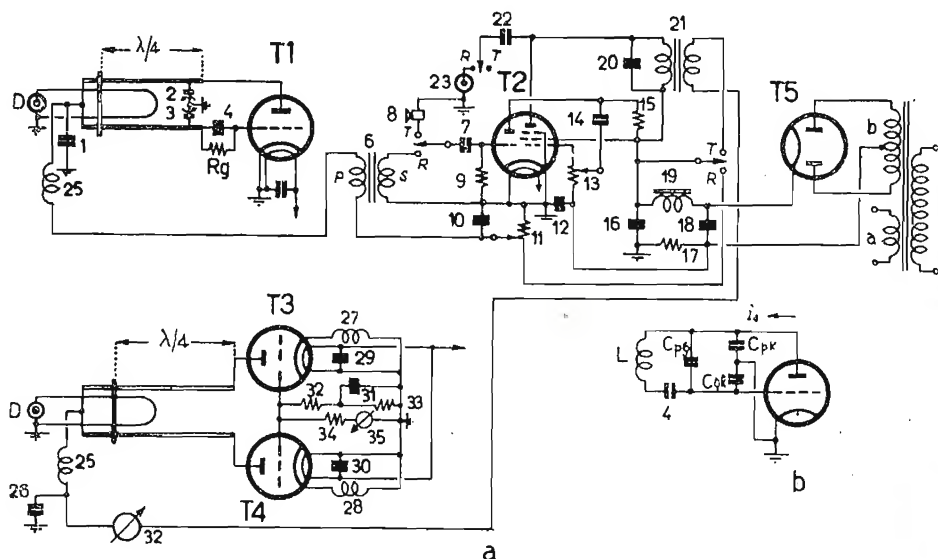 λ/4
T1
D
1
2
3
4
Rg
25
P
6
S
8
T
R
7
R
T
22
23
T2
9
10
11
12
13
14
15
20
21
T
R
19
16
17
18
T5
b
a
T3
λ/4
D
25
26
32
T4
27
29
31
32
33
34
35
30
28
L
4
Cpg
Cpk
Cgk
b
a